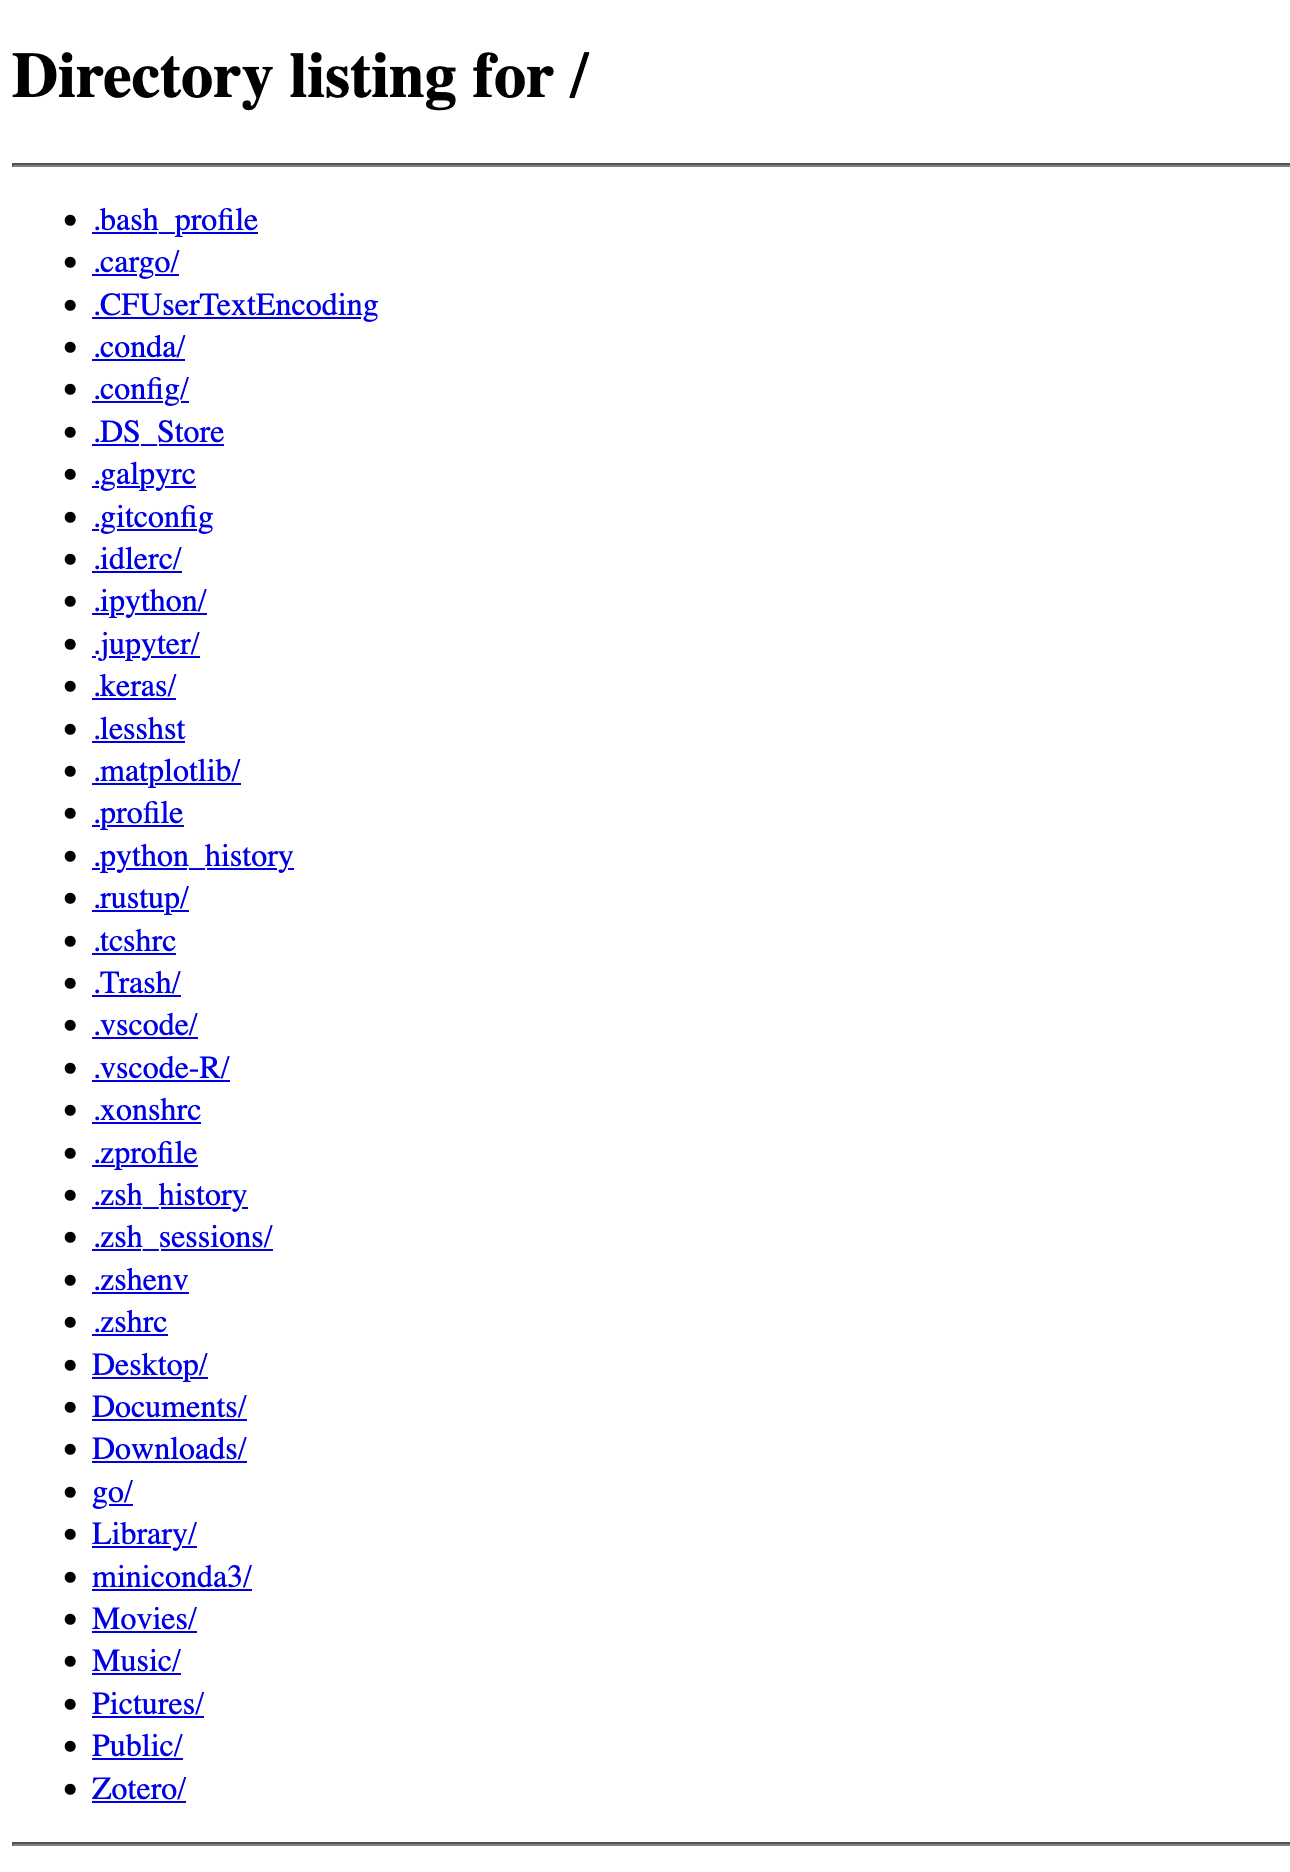 Directory listing for /
.bash_profile
.cargo/
.CFUserTextEncoding
.conda/
.config/
.DS_Store
.galpyrc
.gitconfig
.idlerc/
.ipython/
.jupyter/
.keras/
.lesshst
.matplotlib/
.profile
.python_history
.rustup/
.tcshrc
.Trash/
.vscode/
.vscode-R/
.xonshrc
.zprofile
.zsh_history
.zsh_sessions/
.zshenv
.zshrc
Desktop/
Documents/
Downloads/
go/
Library/
miniconda3/
Movies/
Music/
Pictures/
Public/
Zotero/